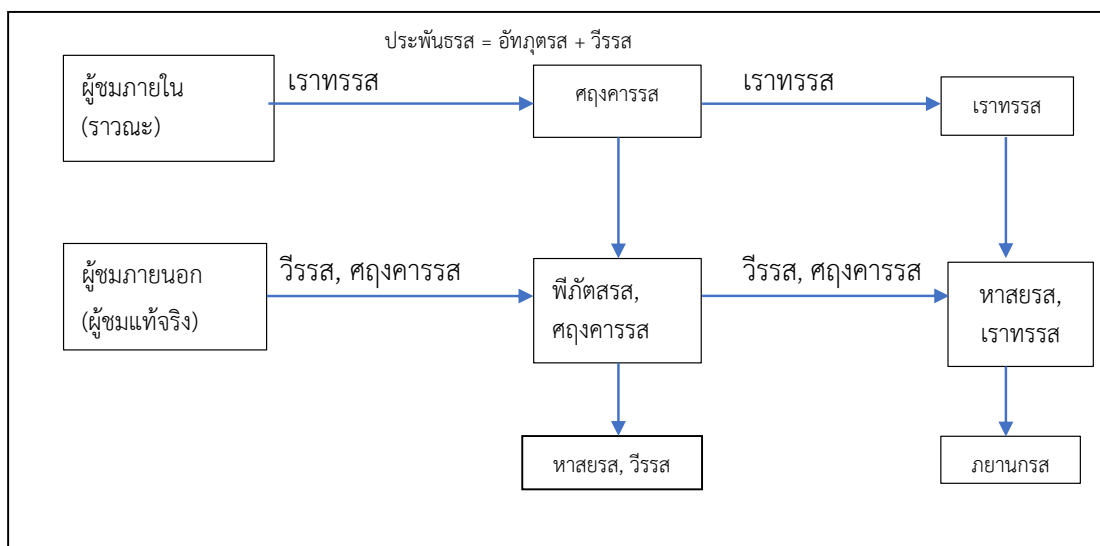 ประพันธรส = อัทภุตรส + วีรรส
ผู้ชมภายใน
(ราวณะ)
เราทรรส
ศฤงคารรส
เราทรรส
เราทรรส
ผู้ชมภายนอก
(ผู้ชมแท้จริง)
วีรรส, ศฤงคารรส
พีภัตสรส,
ศฤงคารรส
วีรรส, ศฤงคารรส
หาสยรส,
เราทรรส
หาสยรส, วีรรส
ภยานกรส